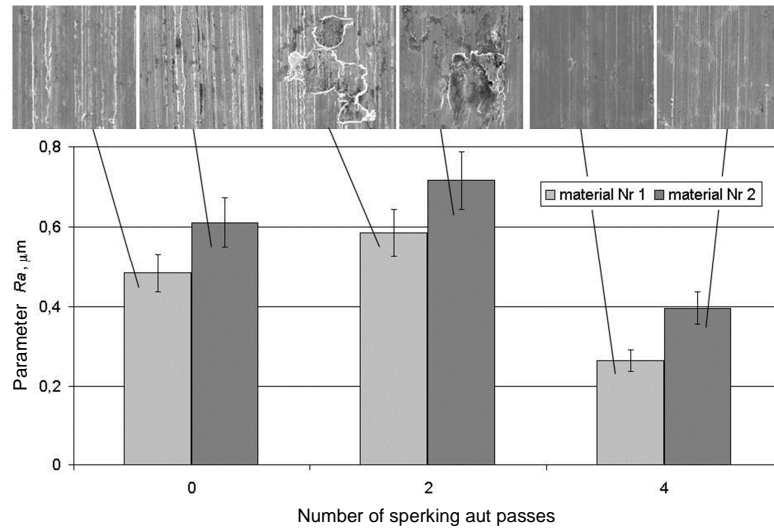 0,8
0,6
0,4
0,2
0
Parameter Ra, µm
material Nr 1 material Nr 2
0 2 4
Number of sperking aut passes